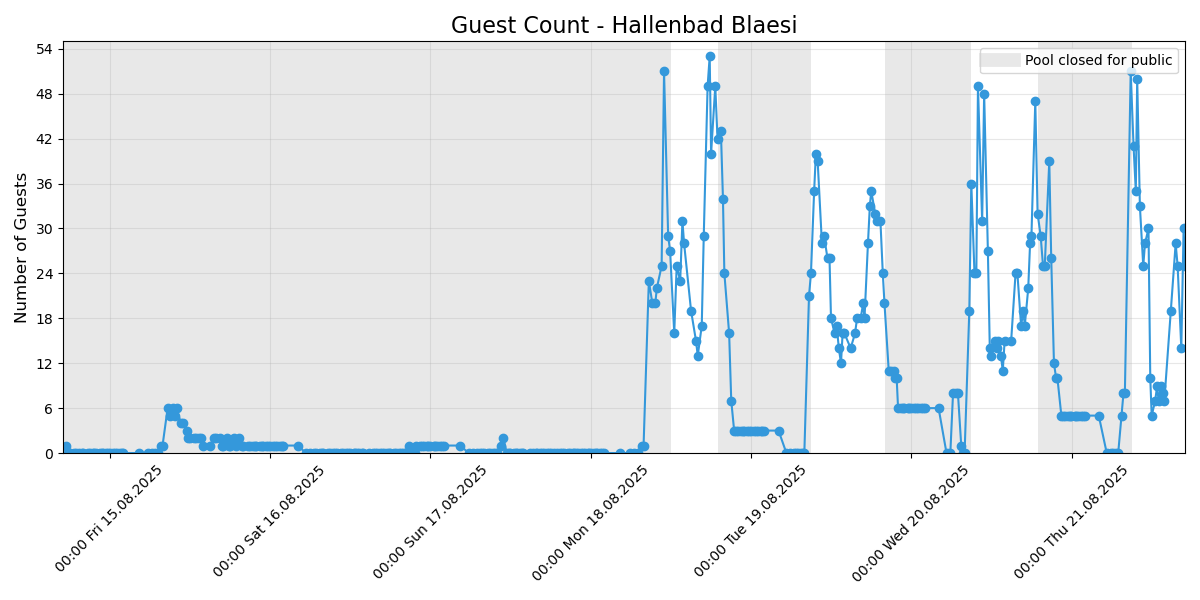 Guest Count - Hallenbad Blaesi
Pool closed for public
Number of Guests
54
48
42
36
30
24
18
12
6
0
00:00 Fri 15.08.2025
00:00 Sat 16.08.2025
00:00 Sun 17.08.2025
00:00 Mon 18.08.2025
00:00 Tue 19.08.2025
00:00 Wed 20.08.2025
00:00 Thu 21.08.2025